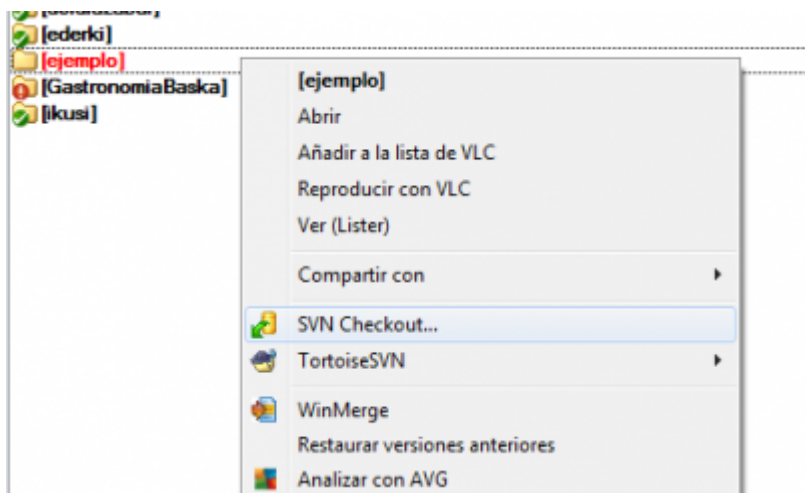 [ederki]
[ejemplo]
[GastronomiaBaska]
[ikusi]
[ejemplo]
Abrir
Añadir a la lista de VLC
Reproducir con VLC
Ver (Lister)
Compartir con
SVN Checkout...
TortoiseSVN
WinMerge
Restaurar versiones anteriores
Analizar con AVG